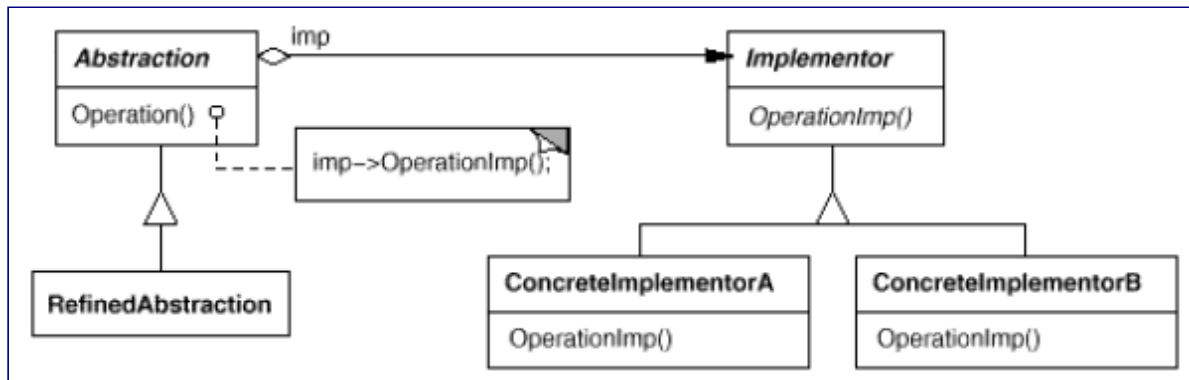 imp
Abstraction
Implementor
Operation()
OperationImp()
imp–>OperationImp();
RefinedAbstraction
ConcreteImplementorA
ConcreteImplementorB
OperationImp()
OperationImp()